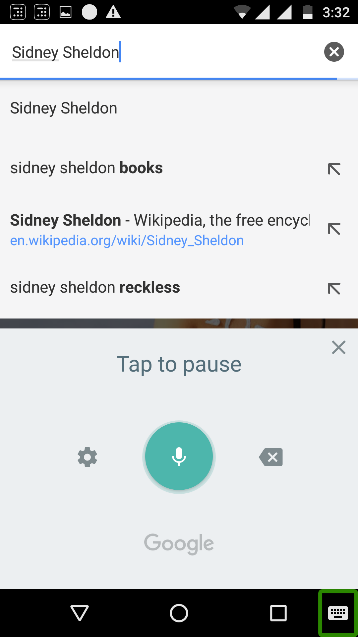 3:32
Sidney Sheldon
Sidney Sheldon
sidney sheldon books
Sidney Sheldon - Wikipedia, the free encycl
en.wikipedia.org/wiki/Sidney_Sheldon
sidney sheldon reckless
Tap to pause
Google